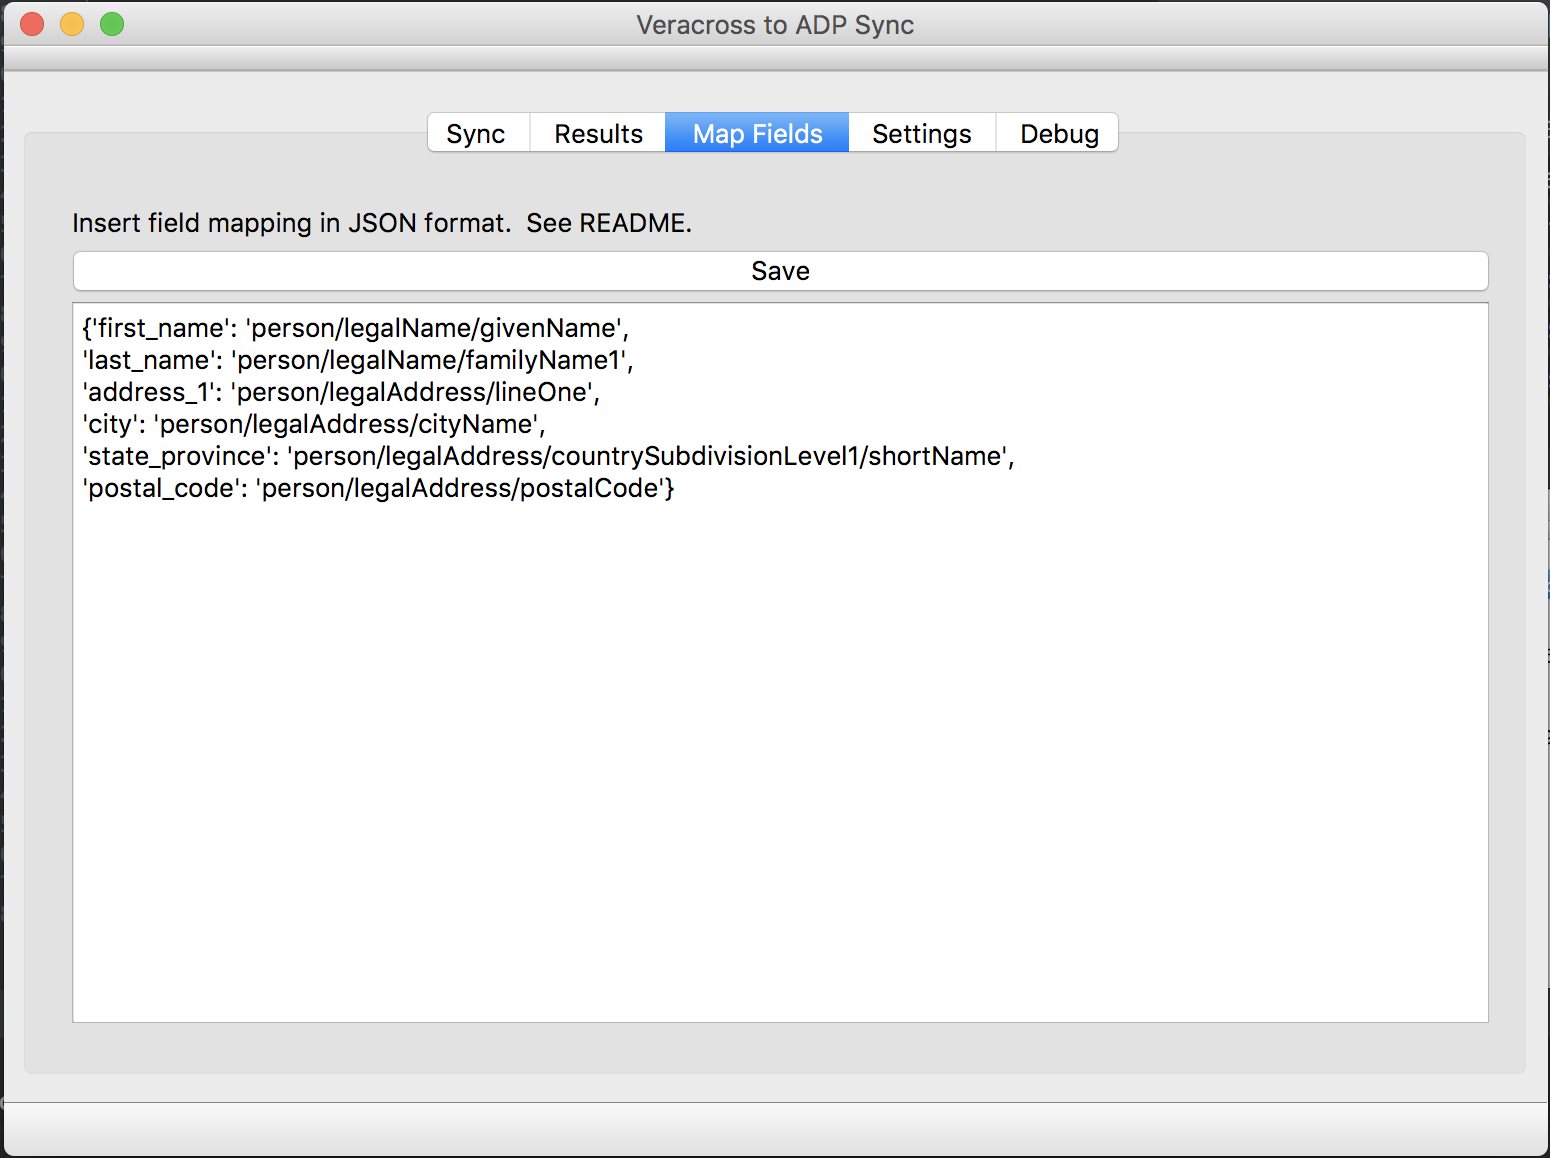 Veracross to ADP Sync
Sync Results Map Fields Settings Debug
Insert field mapping in JSON format.  See README.
Save
{'first_name': 'person/legalName/givenName',
'last_name': 'person/legalName/familyName1',
'address_1': 'person/legalAddress/lineOne',
'city': 'person/legalAddress/cityName',
'state_province': 'person/legalAddress/countrySubdivisionLevel1/shortName',
'postal_code': 'person/legalAddress/postalCode'}